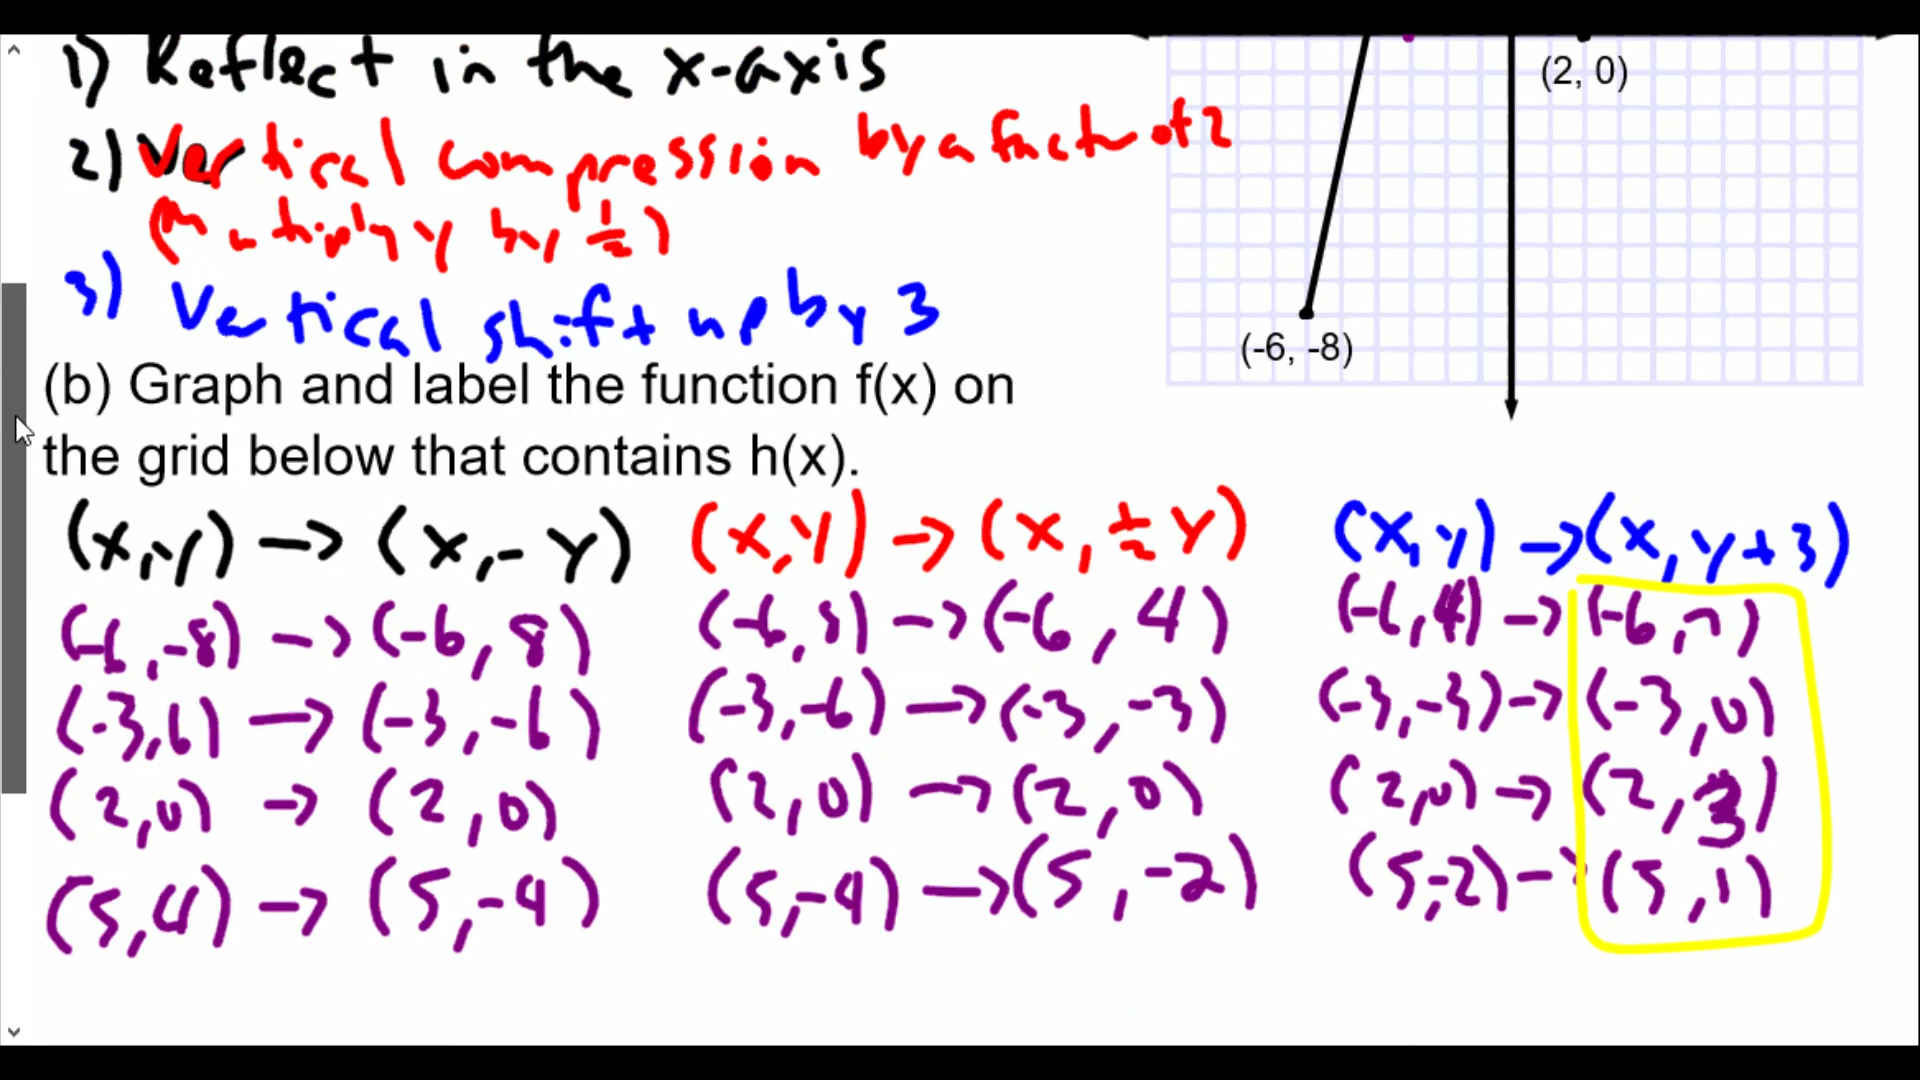 1) Reflect in the x-axis
2) Vertical compression by a factor of 2
(Multiply y by 1/2)
3) Vertical shift up by 3
(2, 0)
(-6, -8)
(b) Graph and label the function f(x) on
the grid below that contains h(x).
(x,y) → (x,-y)
(-6,-8) → (-6, 8)
(-3,6) → (-3,-6)
(2,0) → (2,0)
(5,4) → (5,-4)
(x,y) → (x, 1/2 y)
(-6,8) → (-6, 4)
(-3,-6) → (-3,-3)
(2,0) → (2,0)
(5,-4) → (5,-2)
(x,y) → (x, y+3)
(-6,4) → (-6,7)
(-3,-3) → (-3,0)
(2,0) → (2,3)
(5,-2) → (5,1)